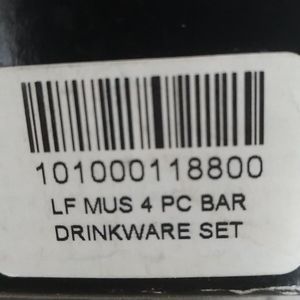 101000118800
LF MUS 4 PC BAR
DRINKWARE SET